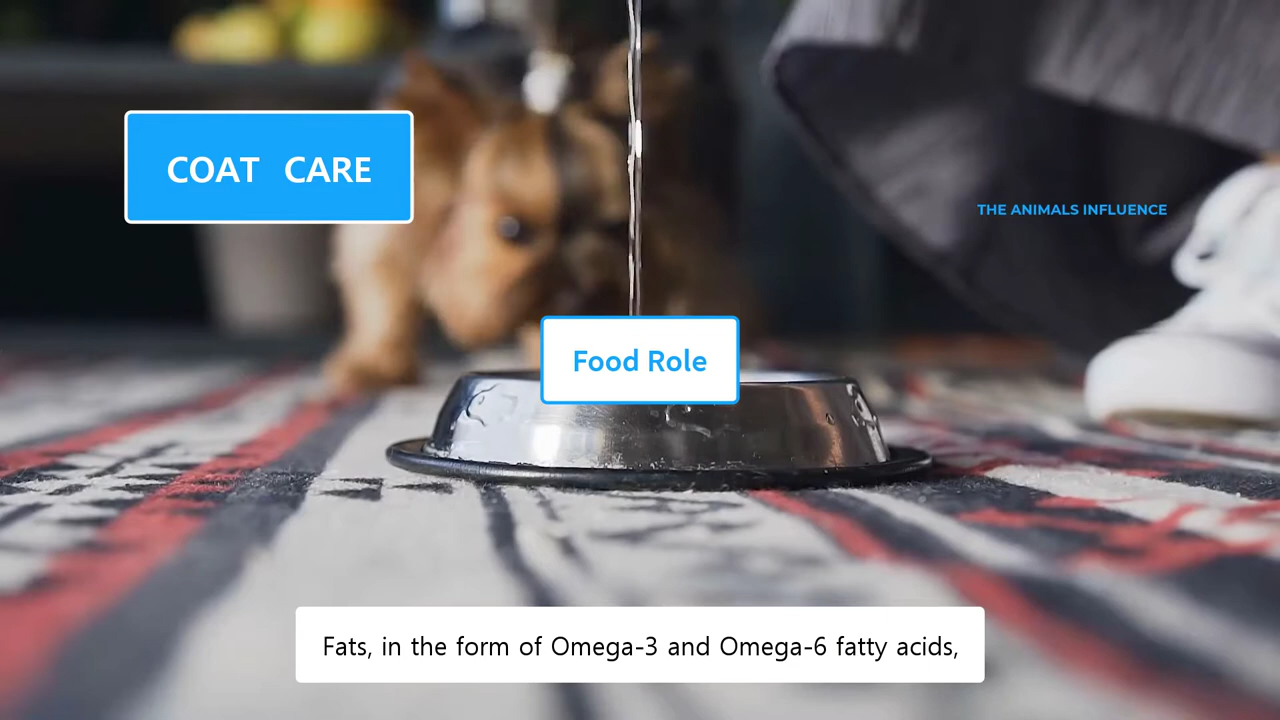 COAT CARE
THE ANIMALS INFLUENCE
Food Role
Fats, in the form of Omega-3 and Omega-6 fatty acids,